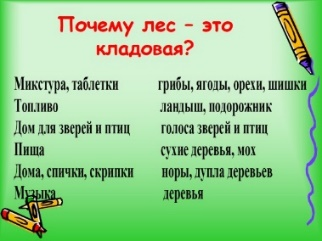 Почему лес – это
кладовая?
Микстура, таблетки грибы, ягоды, орехи, шишки
Топливо ландыш, подорожник
Дом для зверей и птиц голоса зверей и птиц
Пища сухие деревья, мох
Дома, спички, скрипки норы, дупла деревьев
Музыка деревья